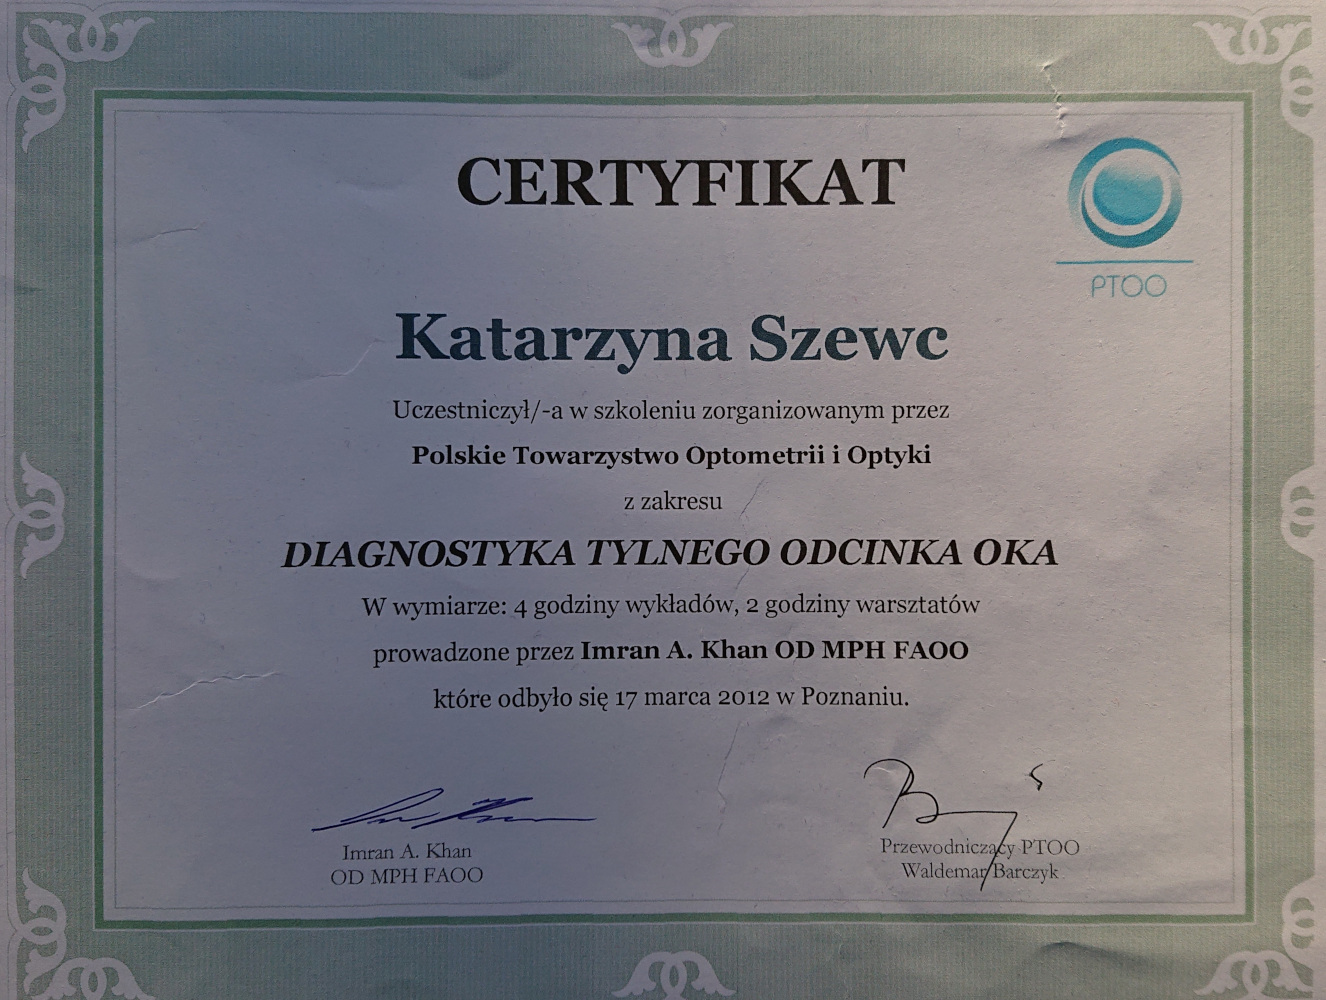 CERTYFIKAT
PTOO
Katarzyna Szewc
Uczestniczył/-a w szkoleniu zorganizowanym przez
Polskie Towarzystwo Optometrii i Optyki
z zakresu
DIAGNOSTYKA TYLNEGO ODCINKA OKA
W wymiarze: 4 godziny wykładów, 2 godziny warsztatów
prowadzone przez Imran A. Khan OD MPH FAOO
które odbyło się 17 marca 2012 w Poznaniu.
Imran A. Khan
OD MPH FAOO
Przewodniczący PTOO
Waldemar Barczyk